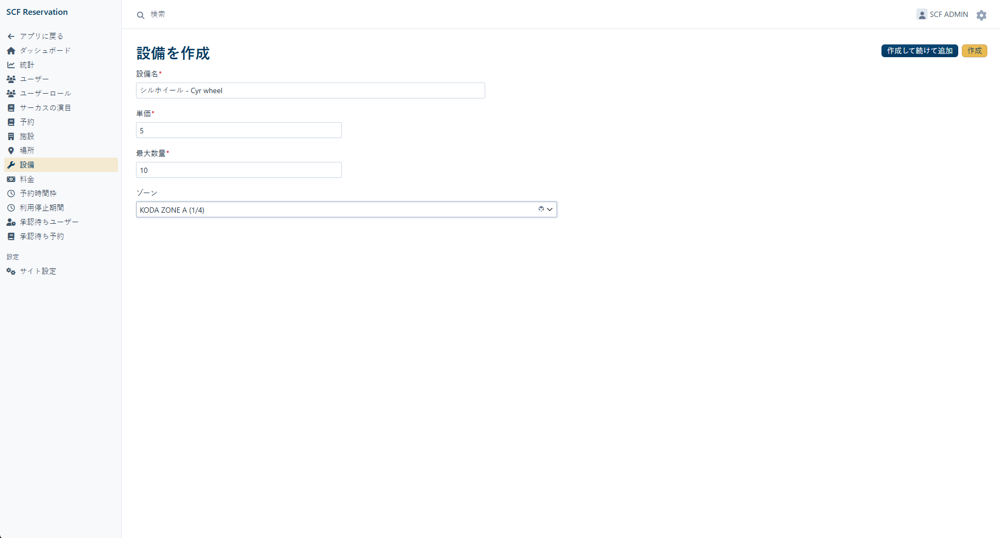 SCF Reservation
アプリに戻る
ダッシュボード
統計
ユーザー
ユーザーロール
サーカスの演目
予約
施設
場所
設備
料金
予約時間枠
利用停止期間
承認待ちユーザー
承認待ち予約
設定
サイト設定
検索
SCF ADMIN
設備を作成
作成して続けて追加
作成
設備名*
シルホイール - Cyr wheel
単価*
5
最大数量*
10
ゾーン
KODA ZONE A (1/4)